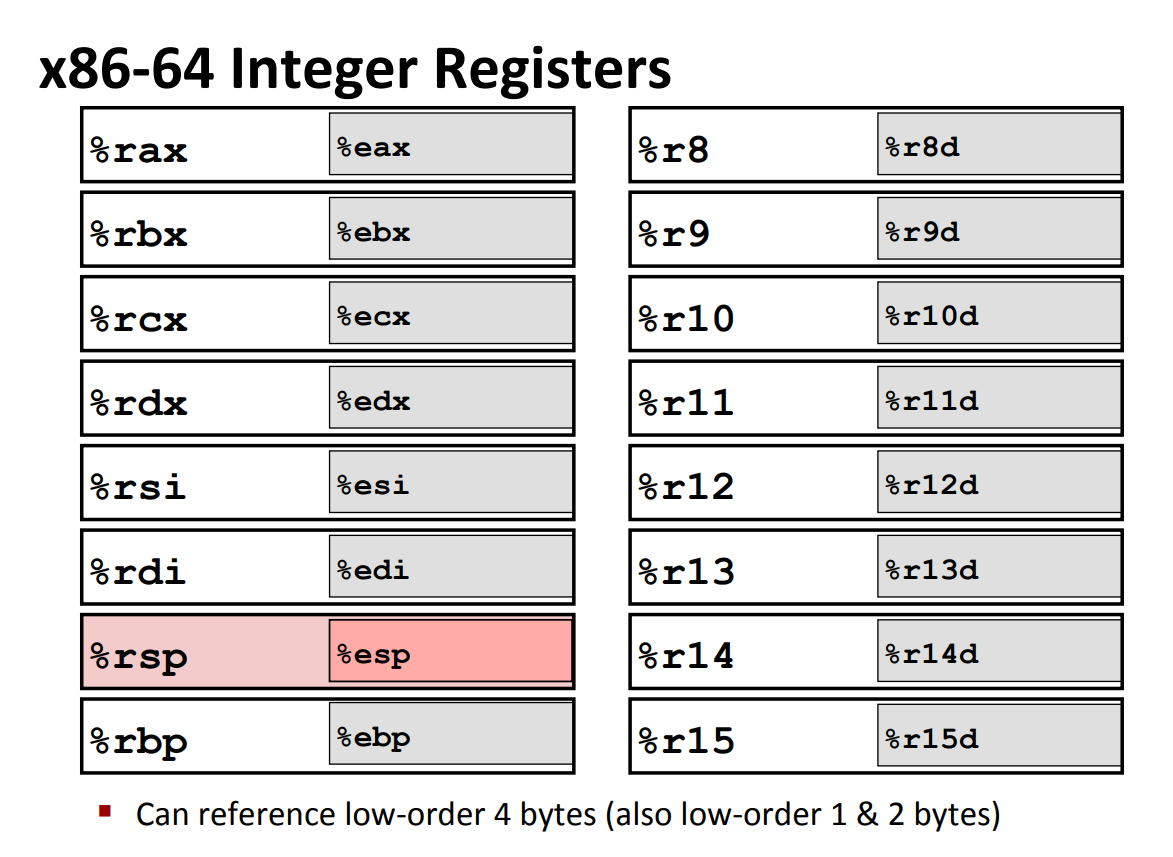 x86-64 Integer Registers
%rax %eax %r8 %r8d
%rbx %ebx %r9 %r9d
%rcx %ecx %r10 %r10d
%rdx %edx %r11 %r11d
%rsi %esi %r12 %r12d
%rdi %edi %r13 %r13d
%rsp %esp %r14 %r14d
%rbp %ebp %r15 %r15d
▪ Can reference low-order 4 bytes (also low-order 1 & 2 bytes)